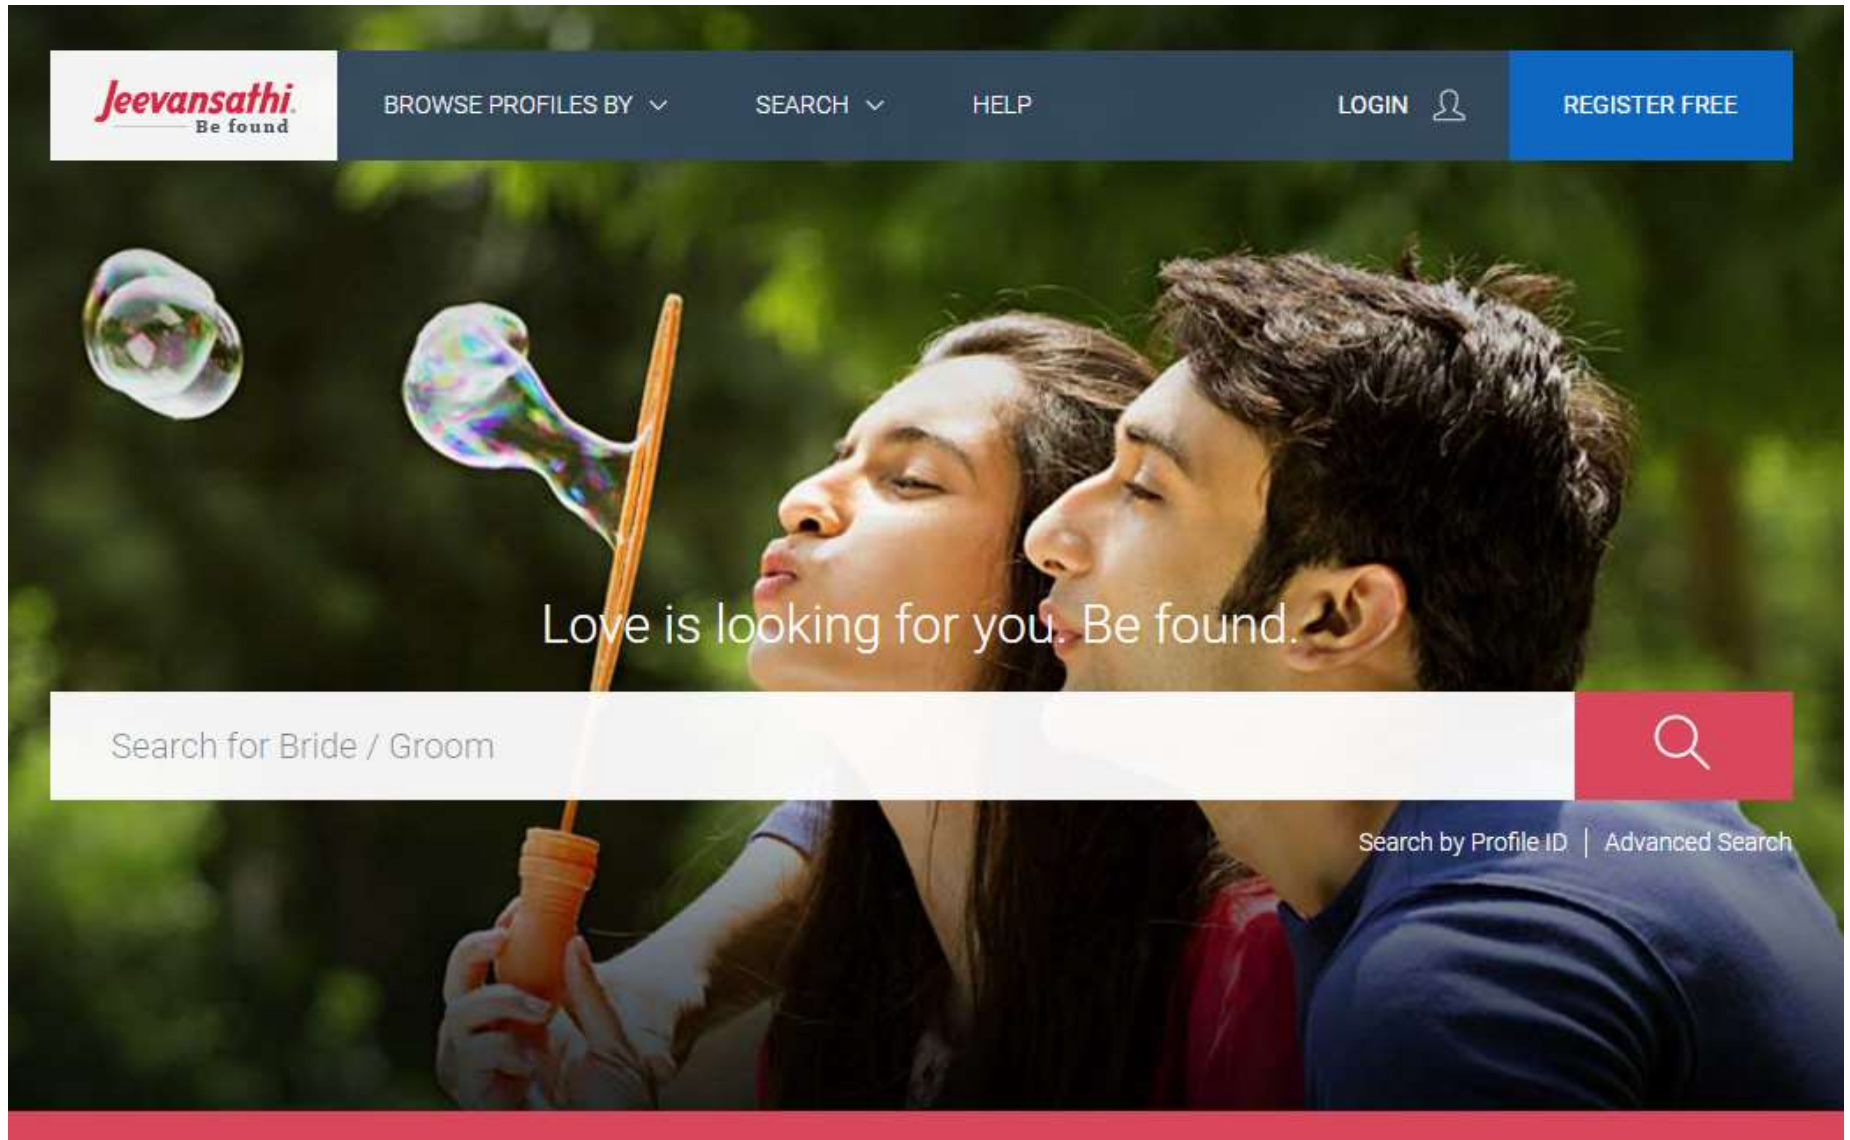 Jeevansathi
Be found
BROWSE PROFILES BY
SEARCH
HELP
LOGIN
REGISTER FREE
Love is looking for you. Be found.
Search for Bride / Groom
Search by Profile ID | Advanced Search